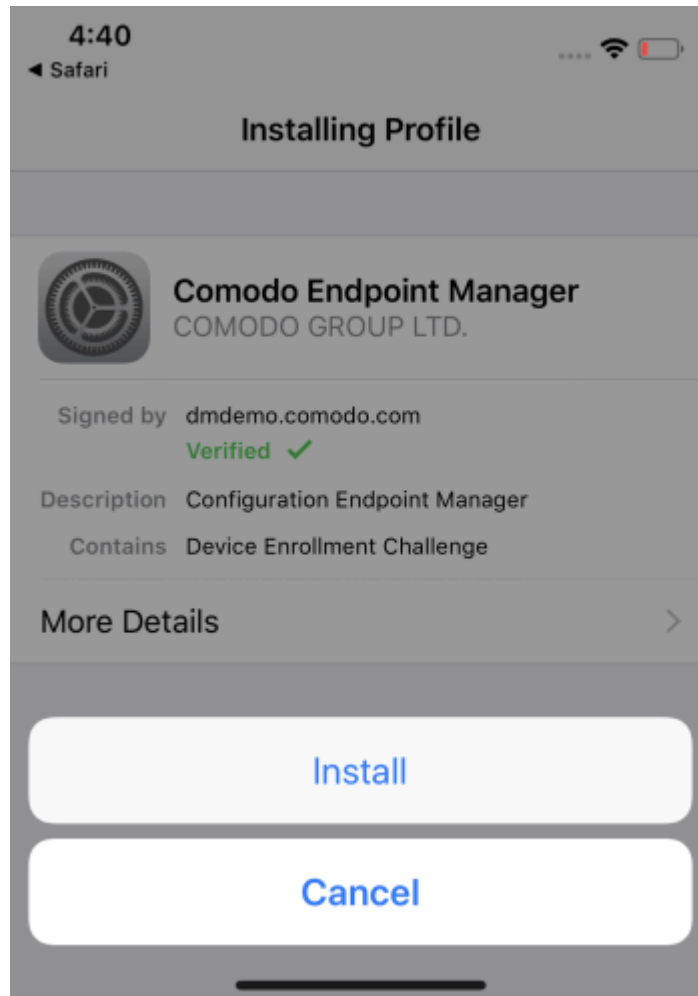 4:40
◀ Safari
Installing Profile
Comodo Endpoint Manager
COMODO GROUP LTD.
Signed by dmdemo.comodo.com
Verified ✓
Description Configuration Endpoint Manager
Contains Device Enrollment Challenge
More Details
Install
Cancel